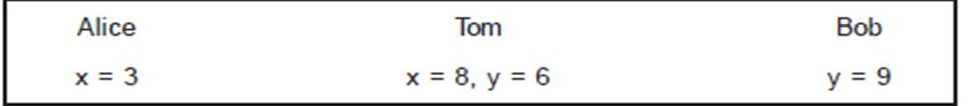 Alice Tom Bob
x = 3 x = 8, y = 6 y = 9